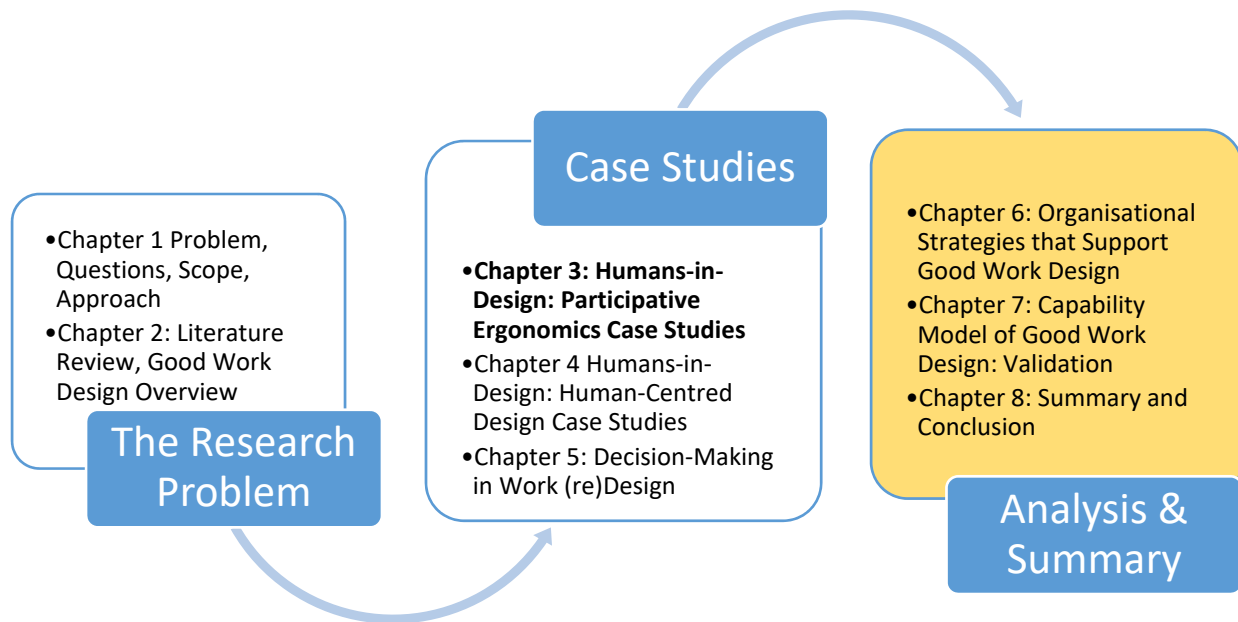 •Chapter 1 Problem,
Questions, Scope,
Approach
•Chapter 2: Literature
Review, Good Work
Design Overview
The Research
Problem
Case Studies
•Chapter 3: Humans-in-
Design: Participative
Ergonomics Case Studies
•Chapter 4 Humans-in-
Design: Human-Centred
Design Case Studies
•Chapter 5: Decision-Making
in Work (re)Design
•Chapter 6: Organisational
Strategies that Support
Good Work Design
•Chapter 7: Capability
Model of Good Work
Design: Validation
•Chapter 8: Summary and
Conclusion
Analysis &
Summary